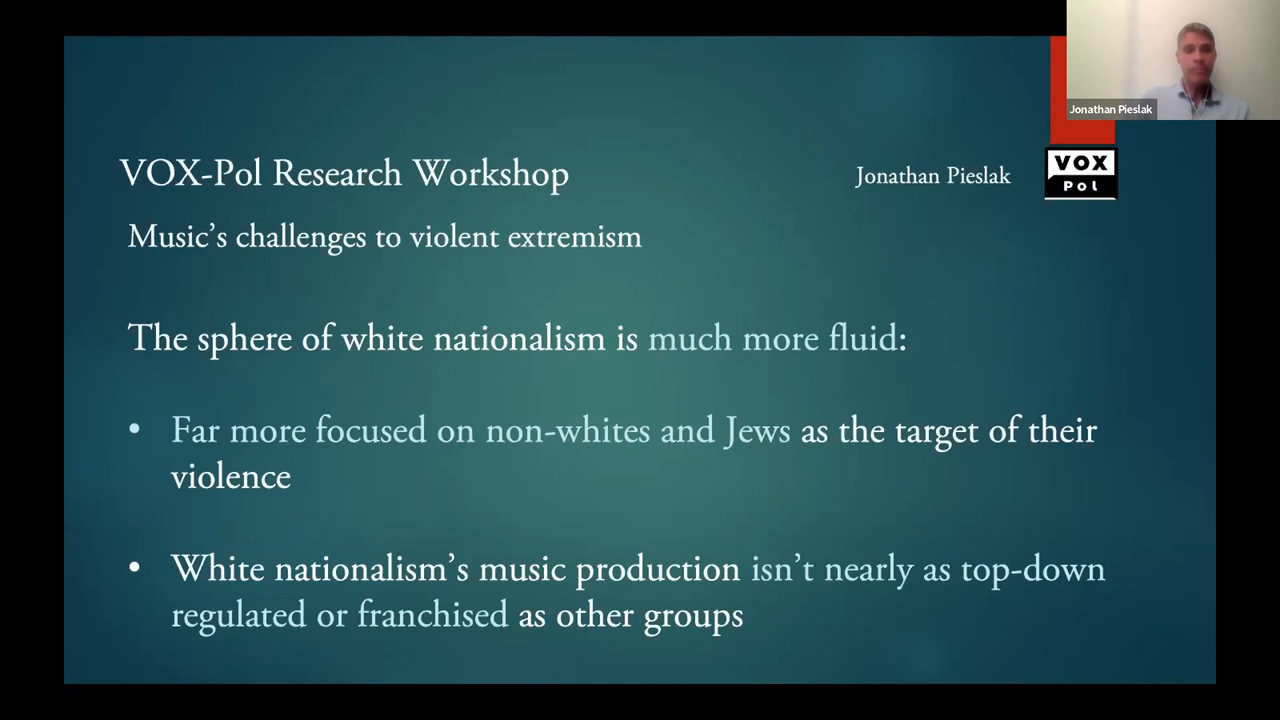 Jonathan Pieslak
VOX-Pol Research Workshop
Jonathan Pieslak
VOX
Pol
Music's challenges to violent extremism
The sphere of white nationalism is much more fluid:
• Far more focused on non-whites and Jews as the target of their
violence
• White nationalism's music production isn't nearly as top-down
regulated or franchised as other groups